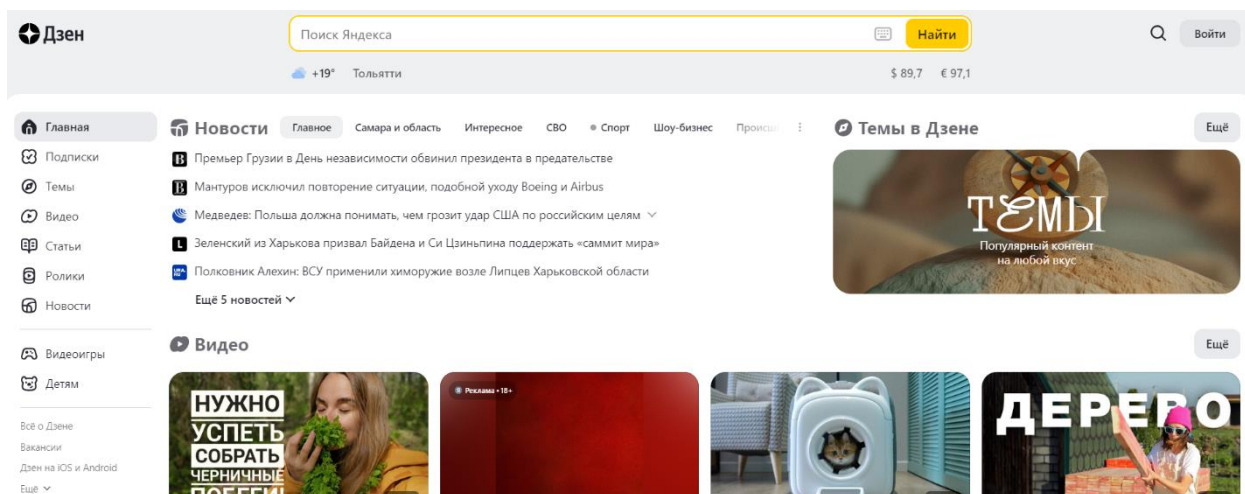 Дзен
Поиск Яндекса
Найти
Войти
+19° Тольятти
$ 89,7 € 97,1
Главная
Подписки
Темы
Видео
Статьи
Ролики
Новости
Видеоигры
Детям
Всё о Дзене
Вакансии
Дзен на iOS и Android
Ещё
Новости
Главное Самара и область Интересное СВО Спорт Шоу-бизнес
Премьер Грузии в День независимости обвинил президента в предательстве
Мантуров исключил повторение ситуации, подобной уходу Boeing и Airbus
Медведев: Польша должна понимать, чем грозит удар США по российским целям
Зеленский из Харькова призвал Байдена и Си Цзиньпина поддержать «саммит мира»
Полковник Алехин: ВСУ применили химоружие возле Липцев Харьковской области
Ещё 5 новостей
Темы в Дзене
Ещё
ТЕМЫ
Популярный контент
на любой вкус
Видео
Ещё
НУЖНО
УСПЕТЬ
СОБРАТЬ
ЧЕРНИЧНЫЕ
Реклама • 18+
ДЕРЕВО